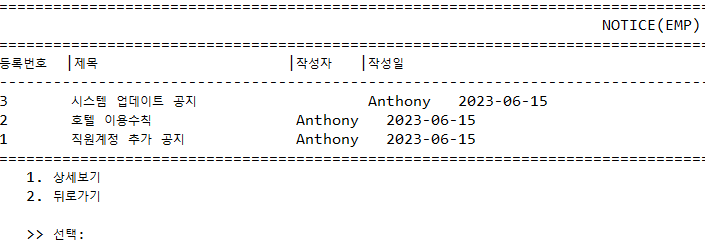 ===============================================================================
NOTICE(EMP)
===============================================================================
등록번호 |제목 |작성자 |작성일
-------------------------------------------------------------------------------
3 시스템 업데이트 공지 Anthony 2023-06-15
2 호텔 이용수칙 Anthony 2023-06-15
1 직원계정 추가 공지 Anthony 2023-06-15
===============================================================================
1. 상세보기
2. 뒤로가기
>> 선택: